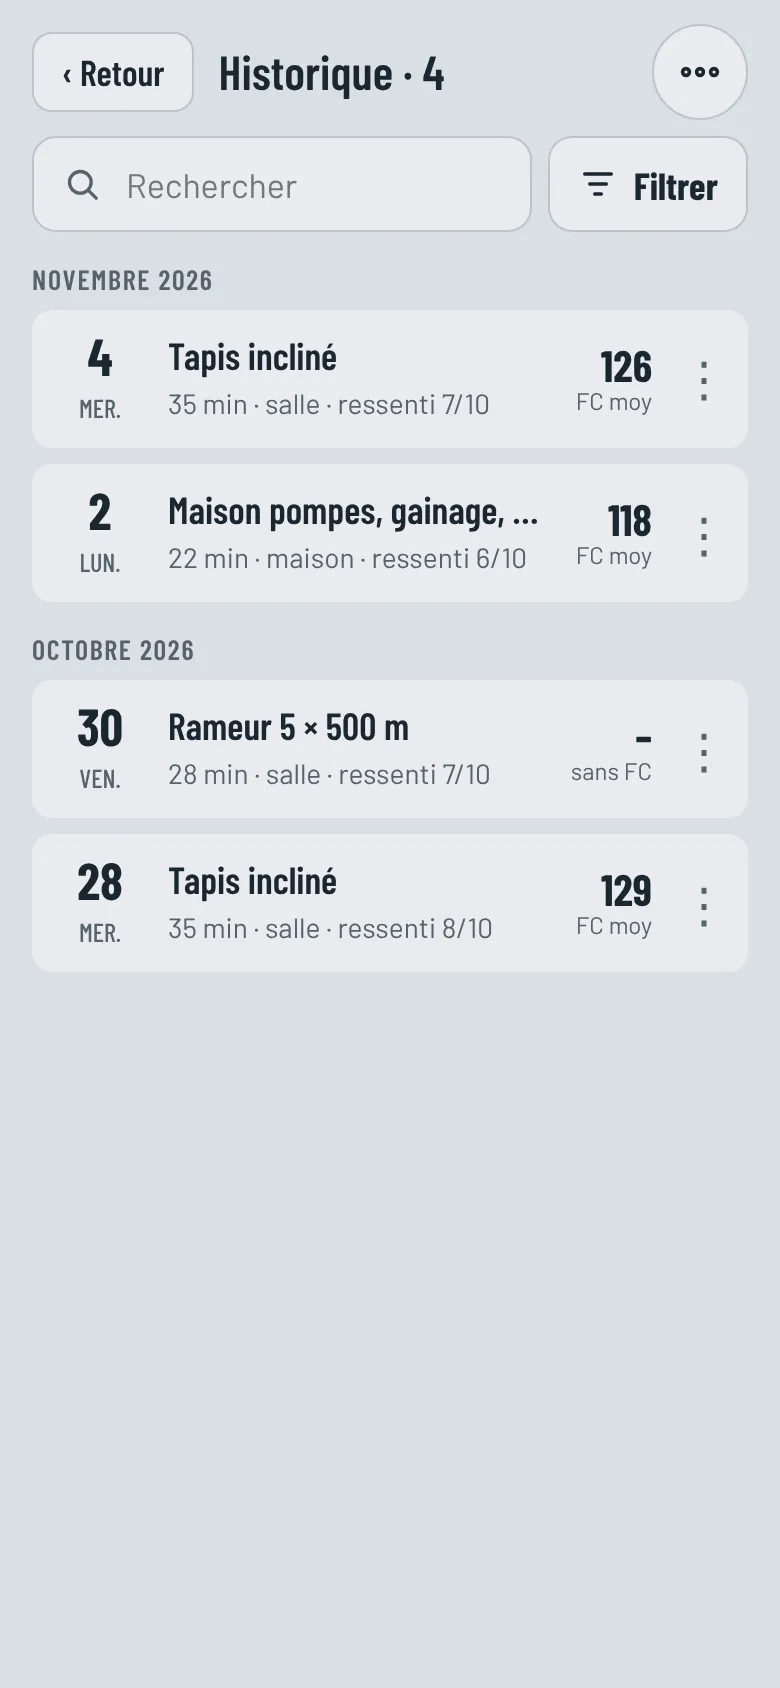 ‹ Retour
Historique · 4
Rechercher
Filtrer
NOVEMBRE 2026
4
MER.
Tapis incliné
35 min · salle · ressenti 7/10
126
FC moy
2
LUN.
Maison pompes, gainage, ...
22 min · maison · ressenti 6/10
118
FC moy
OCTOBRE 2026
30
VEN.
Rameur 5 × 500 m
28 min · salle · ressenti 7/10
–
sans FC
28
MER.
Tapis incliné
35 min · salle · ressenti 8/10
129
FC moy